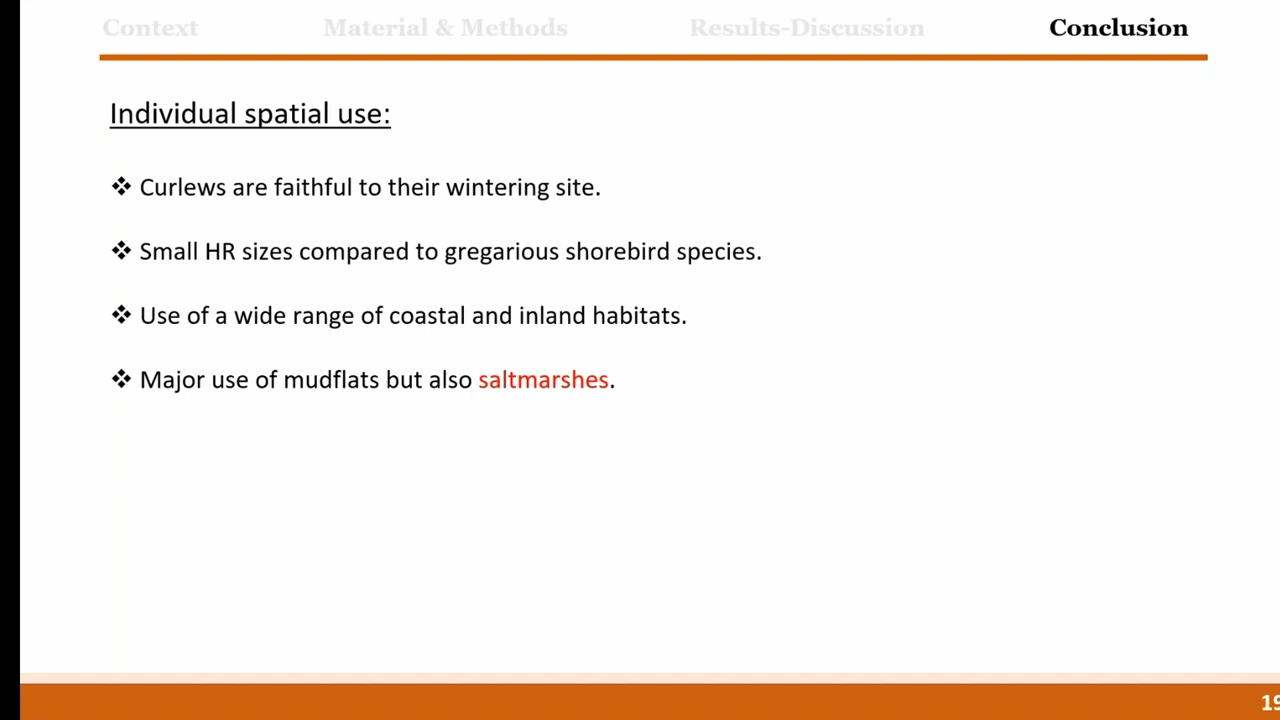 Context Material & Methods Results-Discussion Conclusion
Individual spatial use:
❖ Curlews are faithful to their wintering site.
❖ Small HR sizes compared to gregarious shorebird species.
❖ Use of a wide range of coastal and inland habitats.
❖ Major use of mudflats but also saltmarshes.
19